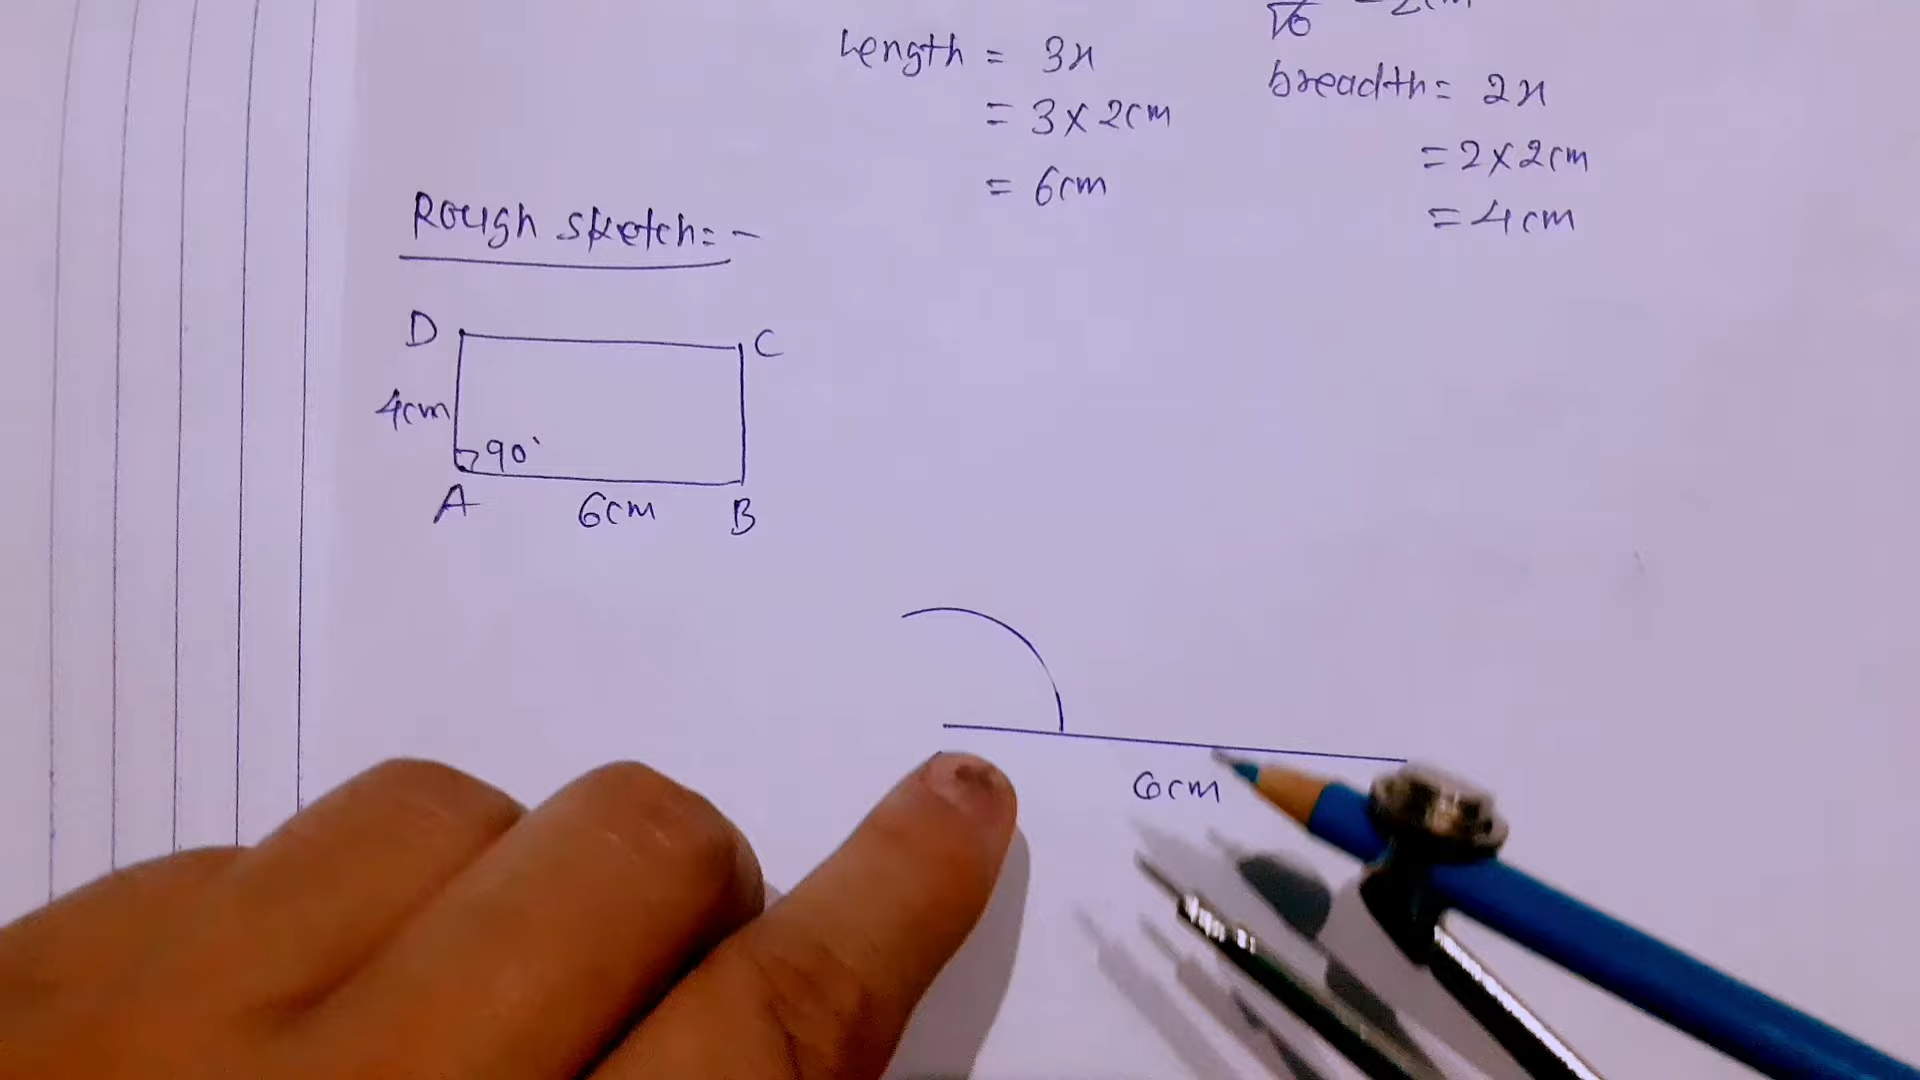 Length = 3x
= 3×2cm
= 6cm
breadth = 2x
= 2×2cm
= 4cm
Rough sketch:-
D
C
4cm
90°
A
6cm
B
6cm